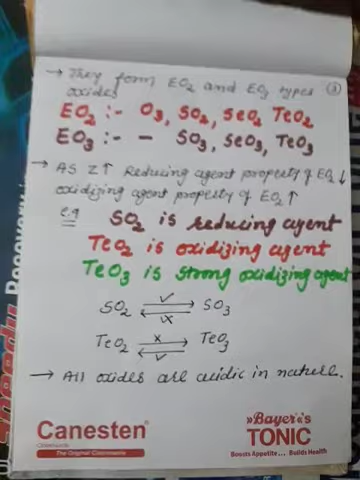 → They form EO₂ and EO₃ types ③
oxides
EO₂ :- O₃, SO₂, SeO₂ TeO₂
EO₃ :- - SO₃, SeO₃, TeO₃
→ AS Z↑ Reducing agent property of EO₂ ↓
oxidizing agent property of EO₂ ↑
e.g SO₂ is reducing agent
TeO₂ is oxidizing agent
TeO₃ is strong oxidizing agent
SO₂ ✓ SO₃
x
TeO₂ x TeO₃
✓
→ All oxides are acidic in nature.
Canesten
The Original Clotrimazole
»Bayer's
TONIC
Boosts Appetite... Builds Health